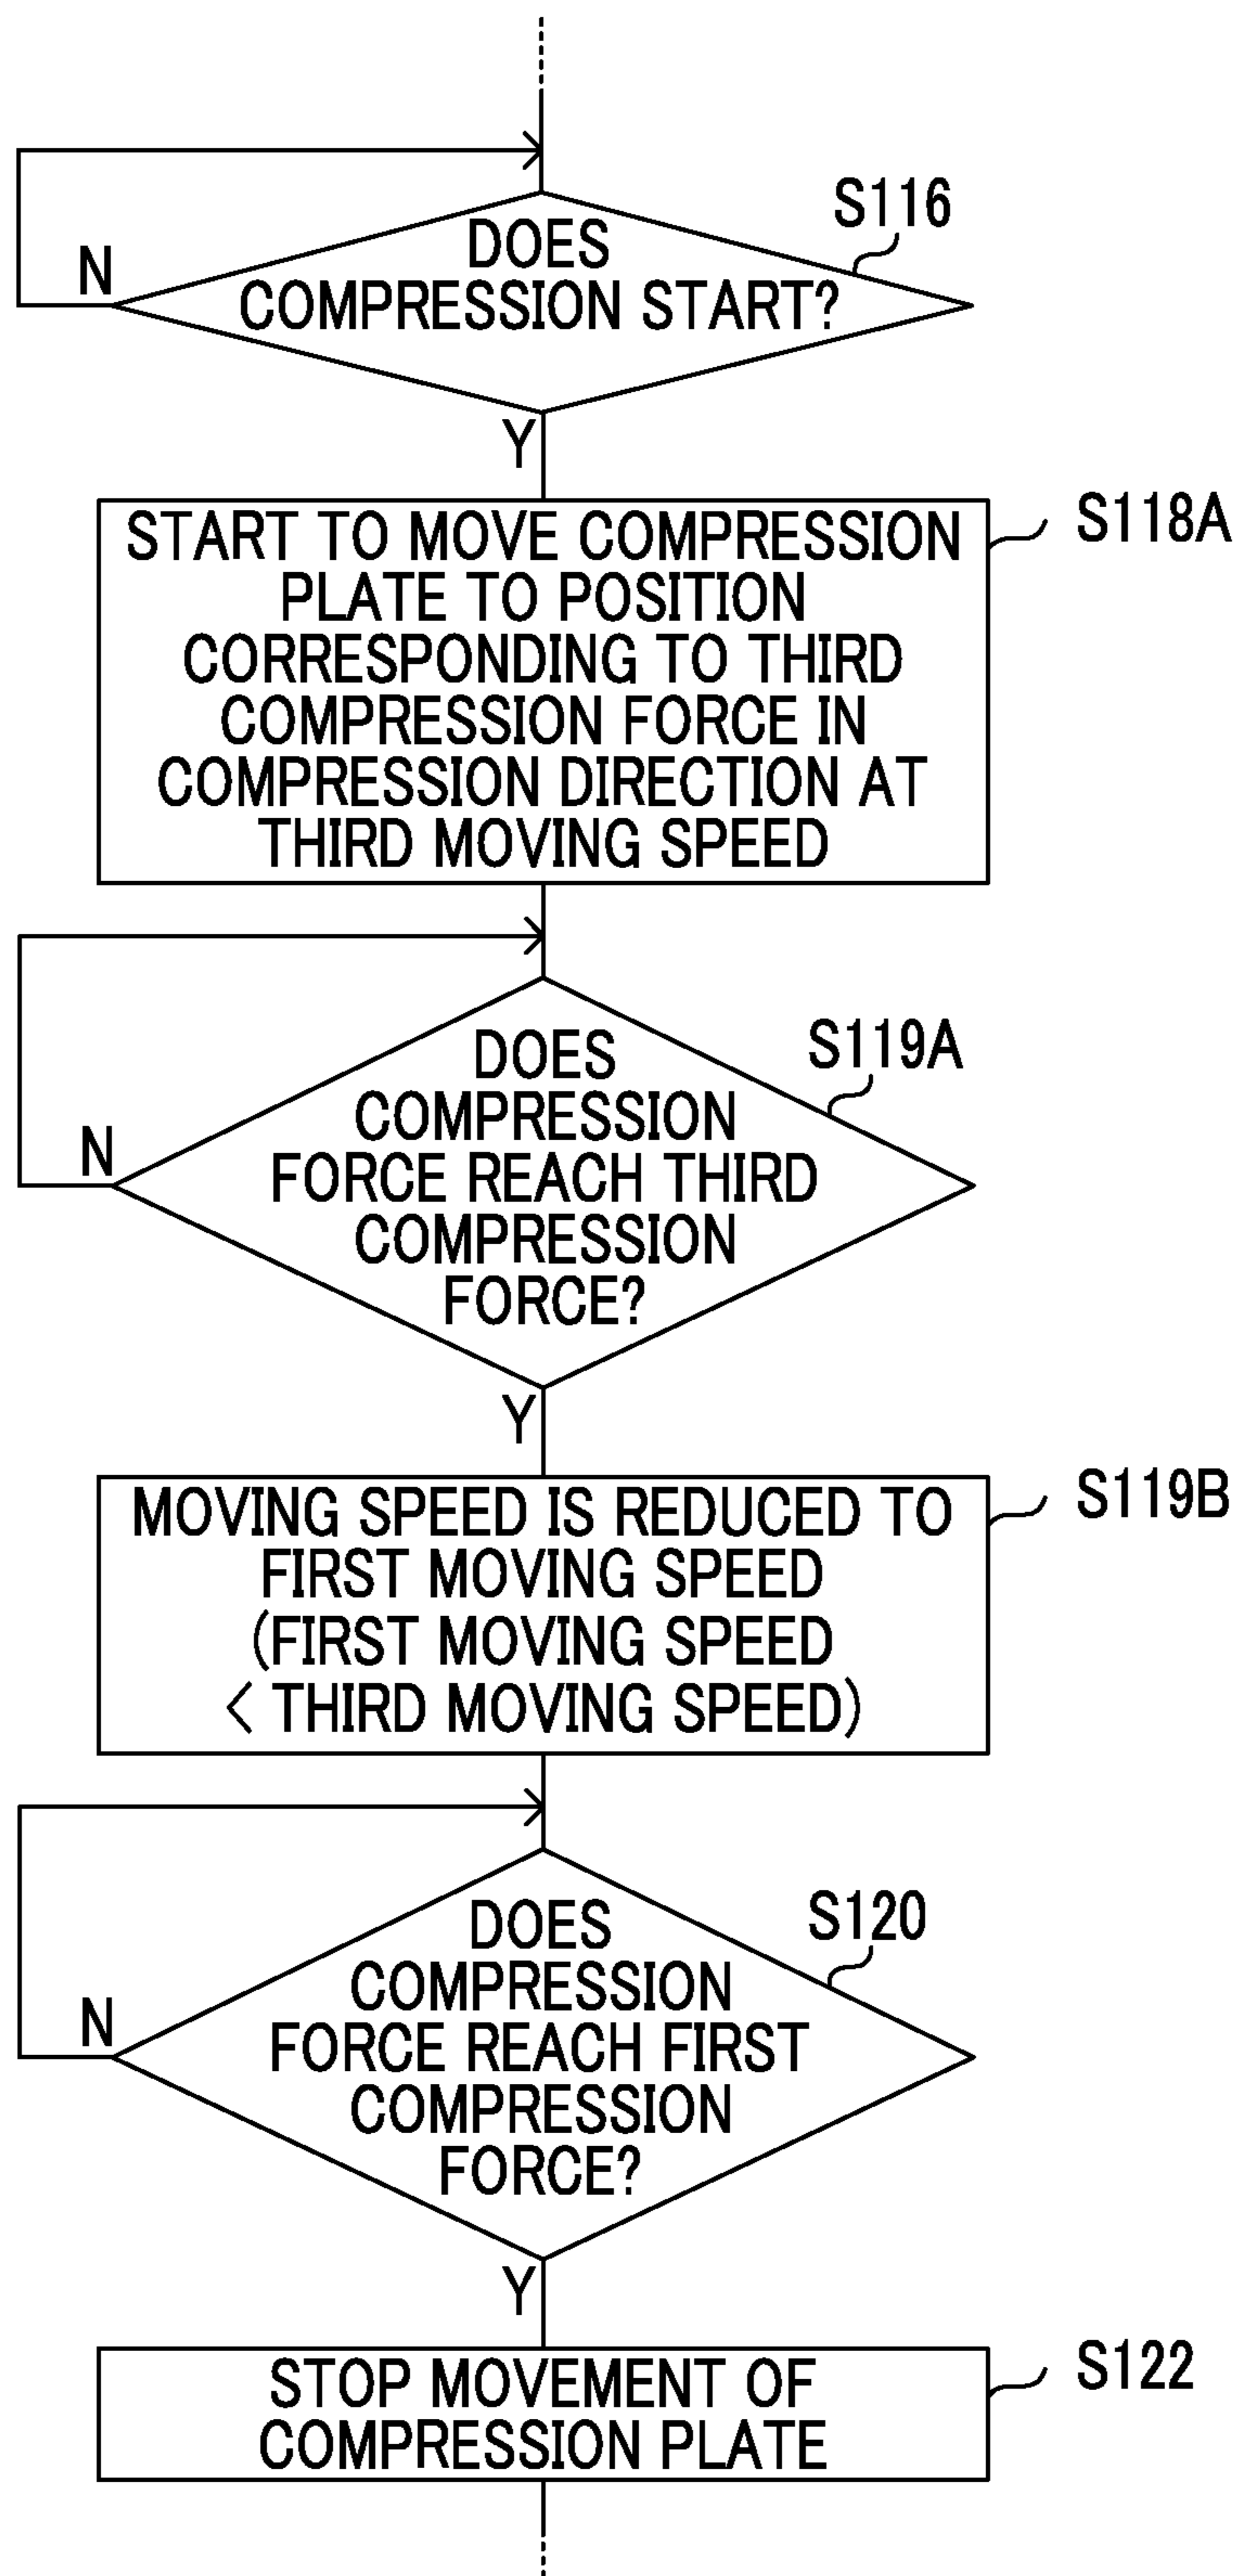 S116
DOES
COMPRESSION START?
N
Y
S118A
START TO MOVE COMPRESSION
PLATE TO POSITION
CORRESPONDING TO THIRD
COMPRESSION FORCE IN
COMPRESSION DIRECTION AT
THIRD MOVING SPEED
S119A
DOES
COMPRESSION
FORCE REACH THIRD
COMPRESSION
FORCE?
N
Y
S119B
MOVING SPEED IS REDUCED TO
FIRST MOVING SPEED
(FIRST MOVING SPEED
< THIRD MOVING SPEED)
S120
DOES
COMPRESSION
FORCE REACH FIRST
COMPRESSION
FORCE?
N
Y
S122
STOP MOVEMENT OF
COMPRESSION PLATE